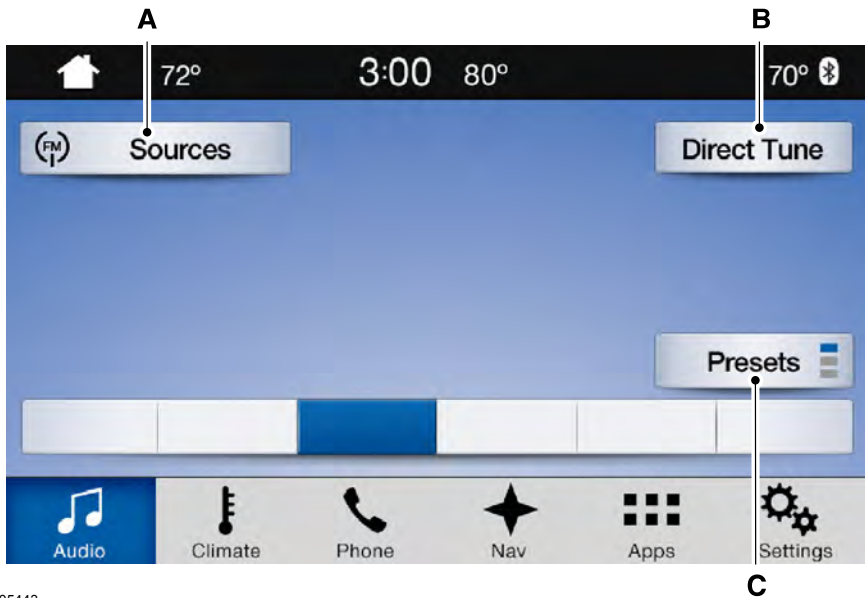 A B
72° 3:00 80° 70°
FM Sources Direct Tune
Presets
Audio Climate Phone Nav Apps Settings
C